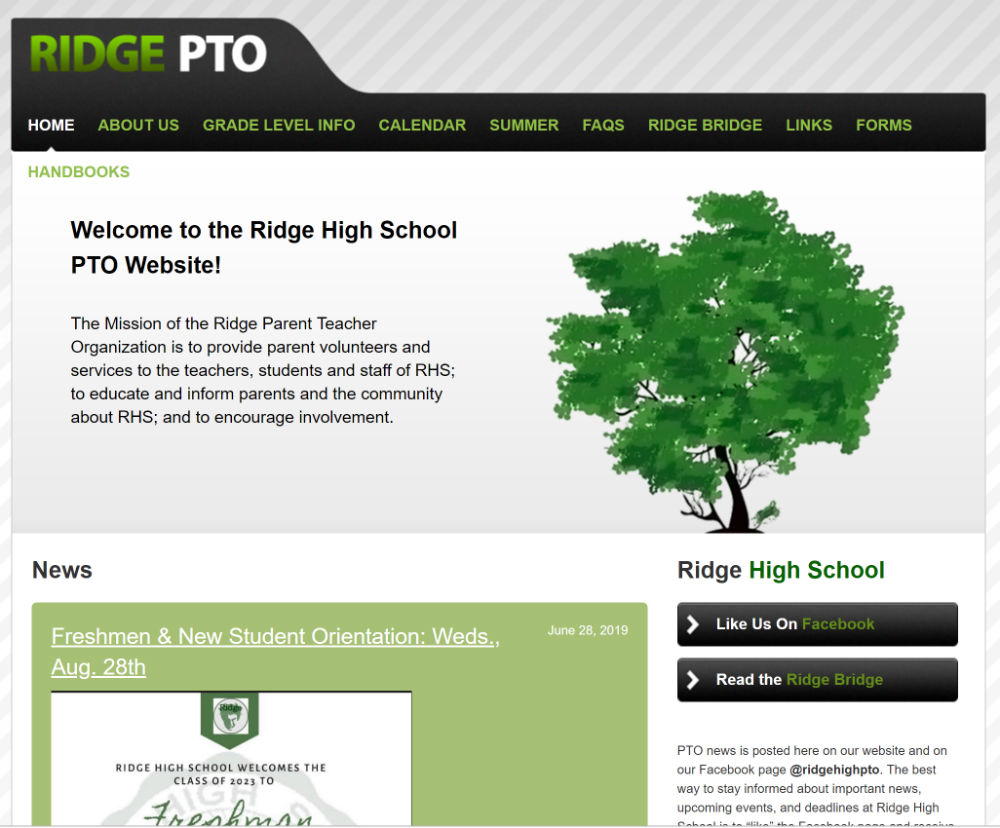 RIDGE PTO
HOME ABOUT US GRADE LEVEL INFO CALENDAR SUMMER FAQS RIDGE BRIDGE LINKS FORMS
HANDBOOKS
Welcome to the Ridge High School
PTO Website!
The Mission of the Ridge Parent Teacher
Organization is to provide parent volunteers and
services to the teachers, students and staff of RHS;
to educate and inform parents and the community
about RHS; and to encourage involvement.
News
Freshmen & New Student Orientation: Weds.,
Aug. 28th
June 28, 2019
Ridge
RIDGE HIGH SCHOOL WELCOMES THE
CLASS OF 2023 TO
Freshman
Ridge High School
Like Us On Facebook
Read the Ridge Bridge
PTO news is posted here on our website and on
our Facebook page @ridgehighpto. The best
way to stay informed about important news,
upcoming events, and deadlines at Ridge High
School is to “like” the Facebook page and receive